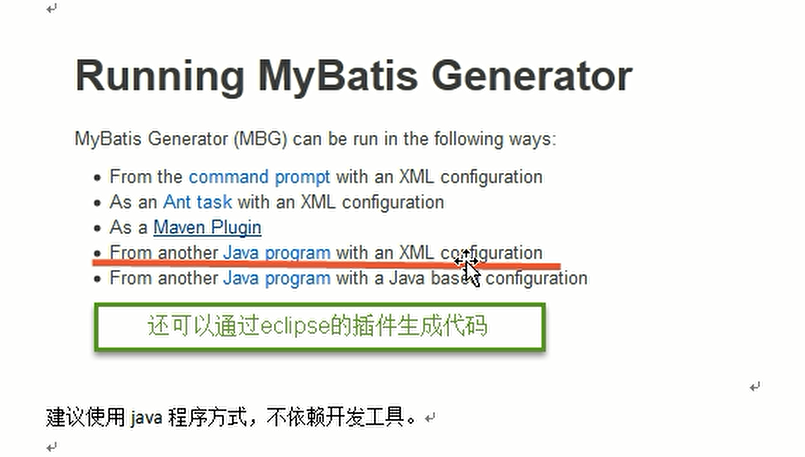 Running MyBatis Generator
MyBatis Generator (MBG) can be run in the following ways:
• From the command prompt with an XML configuration
• As an Ant task with an XML configuration
• As a Maven Plugin
• From another Java program with an XML configuration
• From another Java program with a Java based configuration
还可以通过eclipse的插件生成代码
建议使用 java 程序方式，不依赖开发工具。